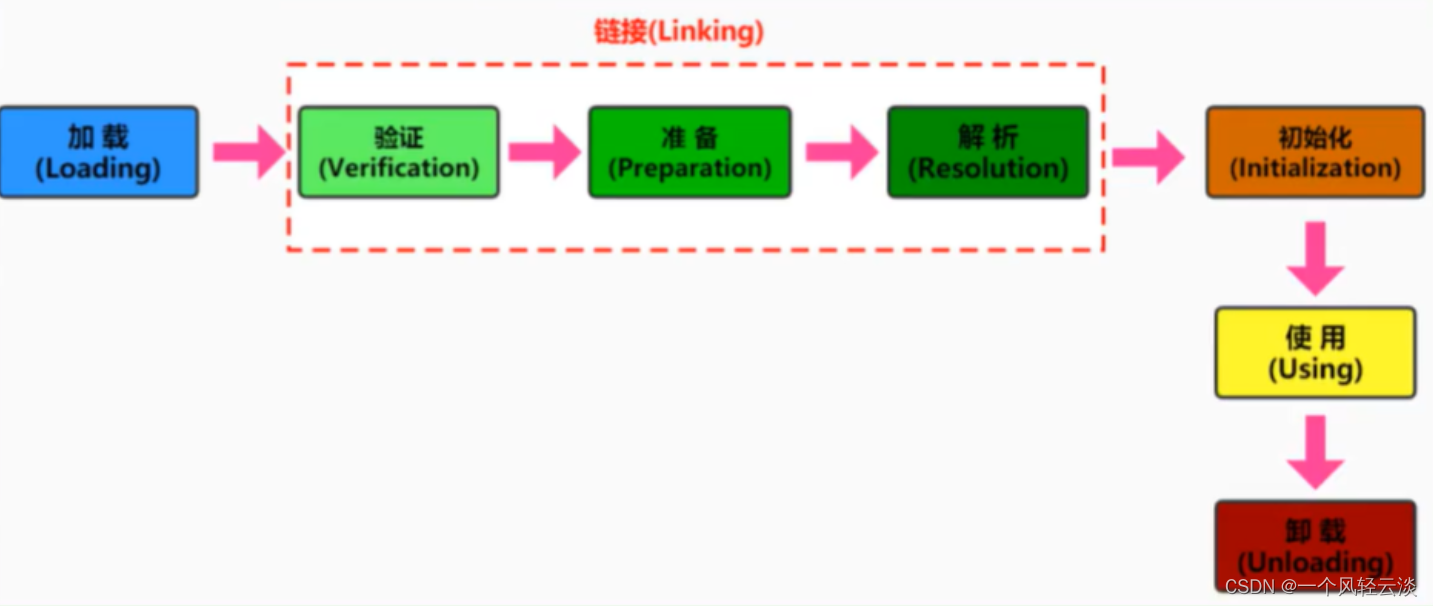 链接(Linking)
加 载
(Loading)
验证
(Verification)
准 备
(Preparation)
解 析
(Resolution)
初始化
(Initialization)
使 用
(Using)
卸 载
(Unloading)
CSDN @一个风轻云淡